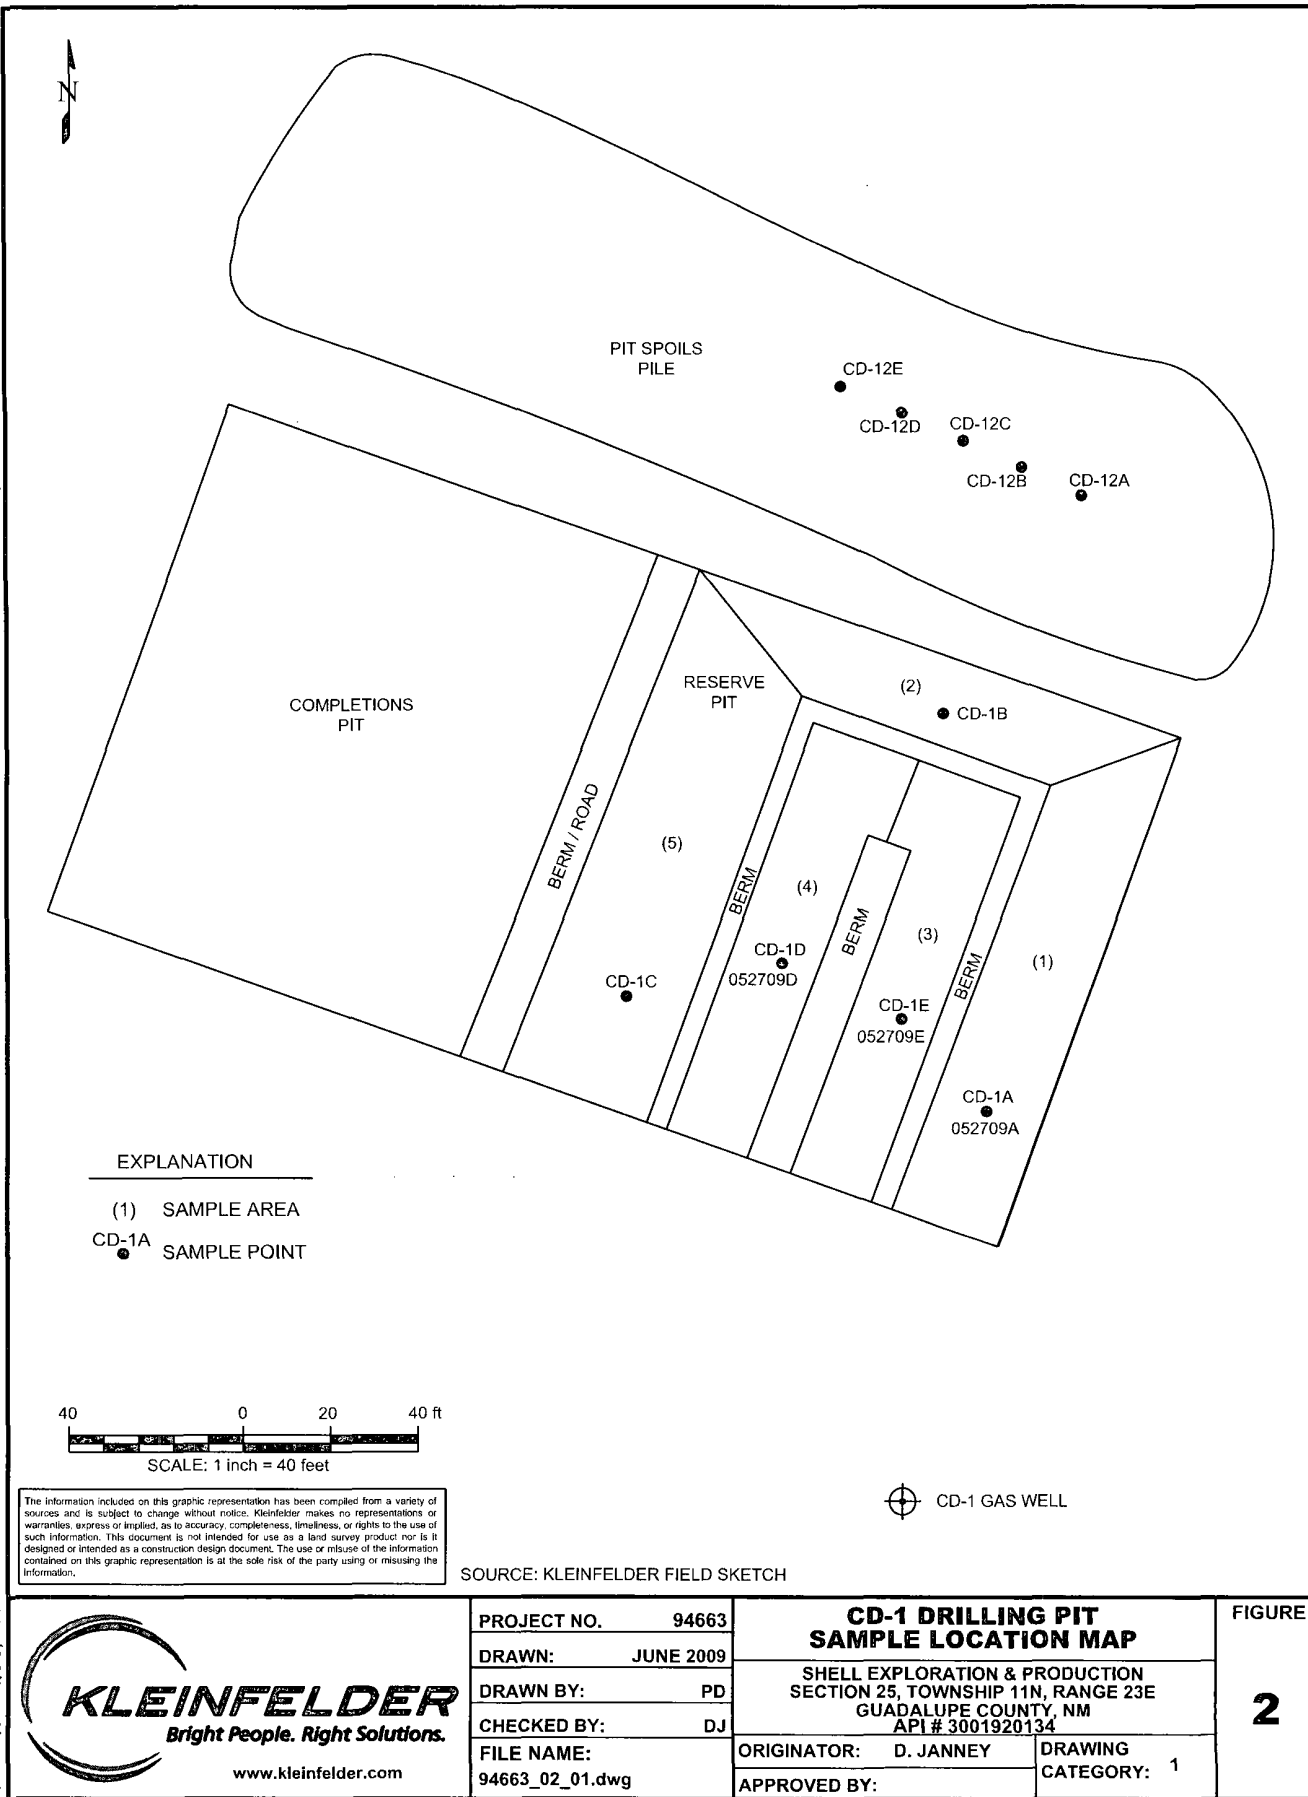 N
PIT SPOILS
PILE
CD-12E
CD-12D
CD-12C
CD-12B
CD-12A
COMPLETIONS
PIT
RESERVE
PIT
(2)
CD-1B
BERM / ROAD
(5)
BERM
(4)
BERM
(3)
BERM
(1)
CD-1C
CD-1D
052709D
CD-1E
052709E
CD-1A
052709A
EXPLANATION
(1) SAMPLE AREA
CD-1A
SAMPLE POINT
40 0 20 40 ft
SCALE: 1 inch = 40 feet
The information included on this graphic representation has been compiled from a variety of
sources and is subject to change without notice. Kleinfelder makes no representations or
warranties, express or implied, as to accuracy, completeness, timeliness, or rights to the use of
such information. This document is not intended for use as a land survey product nor is it
designed or intended as a construction design document. The use or misuse of the information
contained on this graphic representation is at the sole risk of the party using or misusing the
information.
CD-1 GAS WELL
SOURCE: KLEINFELDER FIELD SKETCH
KLEINFELDER
Bright People. Right Solutions.
www.kleinfelder.com
PROJECT NO. 94663
DRAWN: JUNE 2009
DRAWN BY: PD
CHECKED BY: DJ
FILE NAME:
94663_02_01.dwg
CD-1 DRILLING PIT
SAMPLE LOCATION MAP
SHELL EXPLORATION & PRODUCTION
SECTION 25, TOWNSHIP 11N, RANGE 23E
GUADALUPE COUNTY, NM
API # 3001920134
ORIGINATOR: D. JANNEY
APPROVED BY:
DRAWING
CATEGORY: 1
FIGURE
2